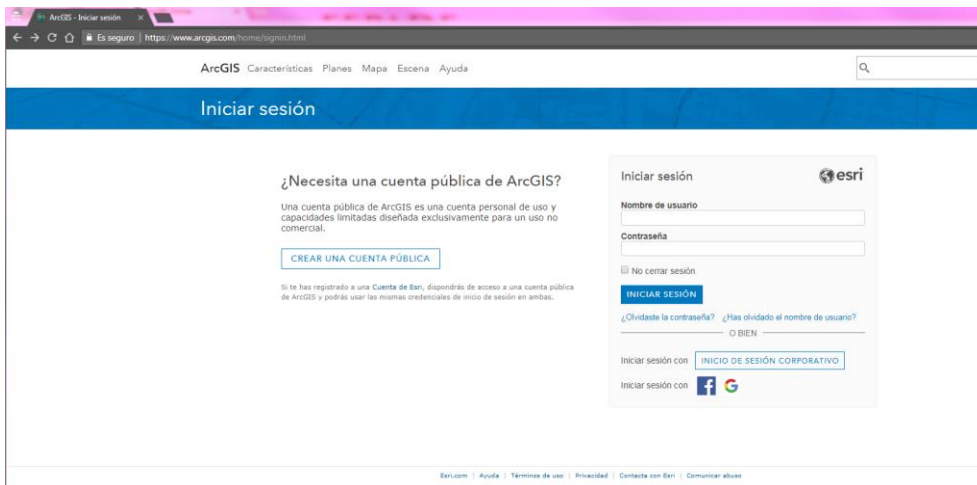 ArcGIS - Iniciar sesión
Es seguro | https://www.arcgis.com/home/signin.html
ArcGIS Características Planes Mapa Escena Ayuda
Iniciar sesión
¿Necesita una cuenta pública de ArcGIS?
Una cuenta pública de ArcGIS es una cuenta personal de uso y
capacidades limitadas diseñada exclusivamente para un uso no
comercial.
CREAR UNA CUENTA PÚBLICA
Si te has registrado a una Cuenta de Esri, dispondrás de acceso a una cuenta pública
de ArcGIS y podrás usar las mismas credenciales de inicio de sesión en ambas.
Iniciar sesión
esri
Nombre de usuario
Contraseña
No cerrar sesión
INICIAR SESIÓN
¿Olvidaste la contraseña? ¿Has olvidado el nombre de usuario?
O BIEN
Iniciar sesión con INICIO DE SESIÓN CORPORATIVO
Iniciar sesión con
Esri.com | Ayuda | Términos de uso | Privacidad | Contacta con Esri | Comunicar abuso